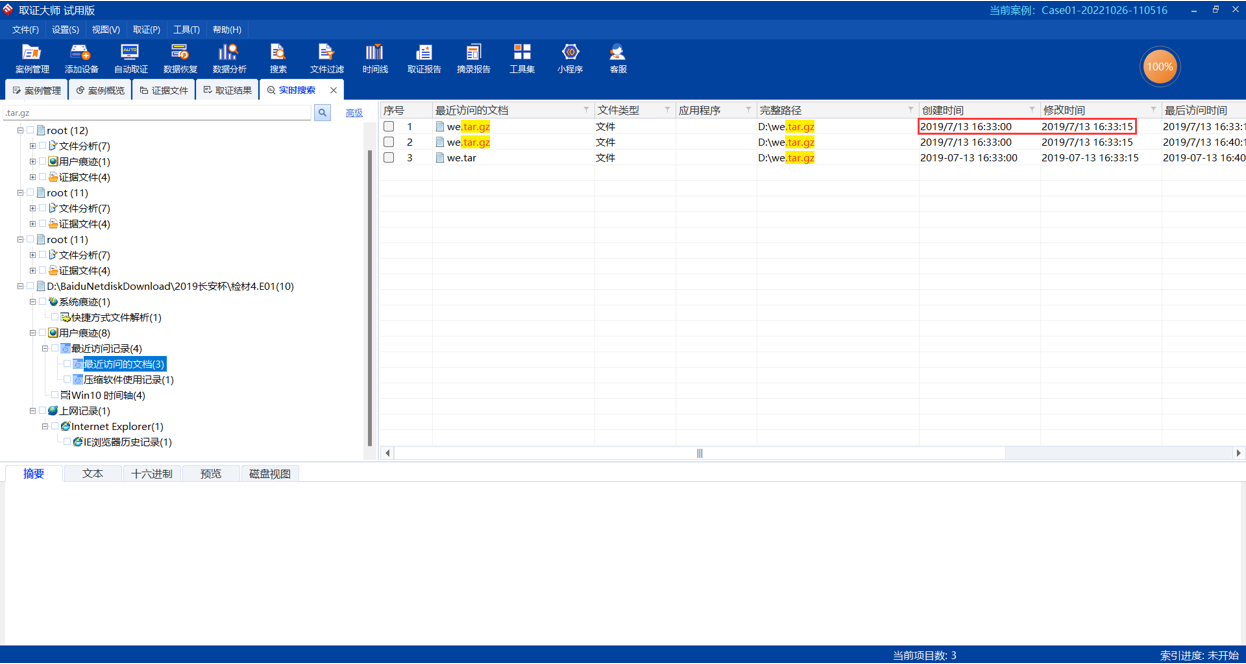 取证大师 试用版 当前案例: Case01-20221026-110516
文件(F) 设置(S) 视图(V) 取证(P) 工具(T) 帮助(H)
案例管理 添加设备 自动取证 数据恢复 数据分析 搜索 文件过滤 时间线 取证报告 摘录报告 工具集 小程序 客服 100%
案例管理 案例概览 证据文件 取证结果 实时搜索
.tar.gz 高级
root (12)
文件分析(7)
用户痕迹(1)
证据文件(4)
root (11)
文件分析(7)
证据文件(4)
root (11)
文件分析(7)
证据文件(4)
D:\BaiduNetdiskDownload\2019长安杯\检材4.E01(10)
系统痕迹(1)
快捷方式文件解析(1)
用户痕迹(8)
最近访问记录(4)
最近访问的文档(3)
压缩软件使用记录(1)
Win10 时间轴(4)
上网记录(1)
Internet Explorer(1)
IE浏览器历史记录(1)
序号 最近访问的文档 文件类型 应用程序 完整路径 创建时间 修改时间 最后访问时间
1 we.tar.gz 文件 D:\we.tar.gz 2019/7/13 16:33:00 2019/7/13 16:33:15 2019/7/13 16:33:1
2 we.tar.gz 文件 D:\we.tar.gz 2019/7/13 16:33:00 2019/7/13 16:33:15 2019/7/13 16:40:1
3 we.tar 文件 D:\we.tar.gz 2019-07-13 16:33:00 2019-07-13 16:33:15 2019-07-13 16:40
摘要 文本 十六进制 预览 磁盘视图
当前项目数: 3 索引进度: 未开始